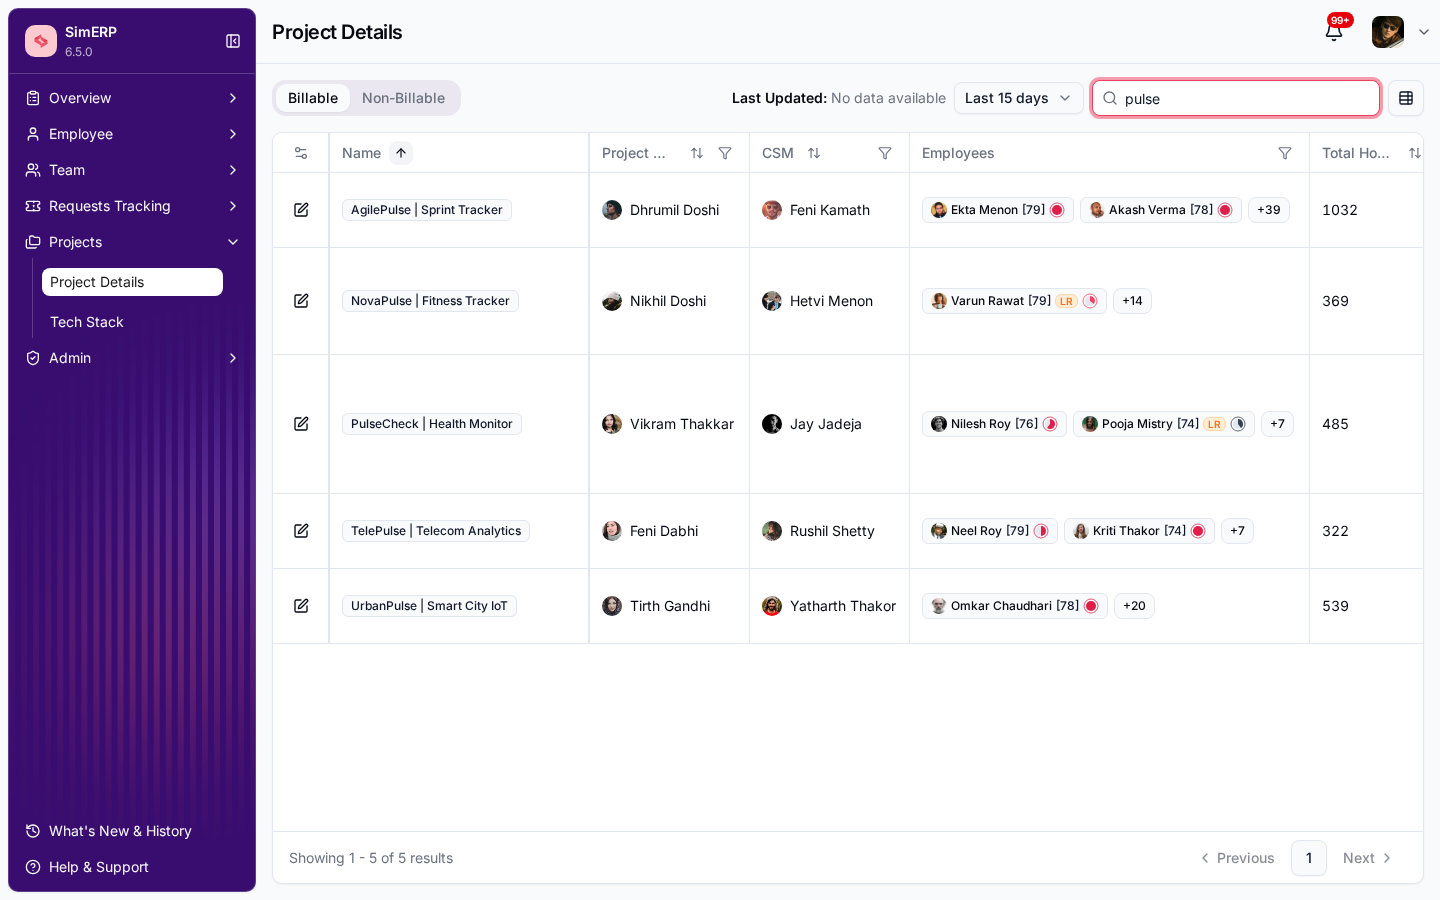 SimERP
6.5.0
Overview
Employee
Team
Requests Tracking
Projects
Project Details
Tech Stack
Admin
What's New & History
Help & Support
Project Details
99+
Billable
Non-Billable
Last Updated: No data available
Last 15 days
pulse
Name
Project ...
CSM
Employees
Total Ho...
AgilePulse | Sprint Tracker
Dhrumil Doshi
Feni Kamath
Ekta Menon [79]
Akash Verma [78]
+39
1032
NovaPulse | Fitness Tracker
Nikhil Doshi
Hetvi Menon
Varun Rawat [79] LR
+14
369
PulseCheck | Health Monitor
Vikram Thakkar
Jay Jadeja
Nilesh Roy [76]
Pooja Mistry [74] LR
+7
485
TelePulse | Telecom Analytics
Feni Dabhi
Rushil Shetty
Neel Roy [79]
Kriti Thakor [74]
+7
322
UrbanPulse | Smart City IoT
Tirth Gandhi
Yatharth Thakor
Omkar Chaudhari [78]
+20
539
Showing 1 - 5 of 5 results
Previous
1
Next